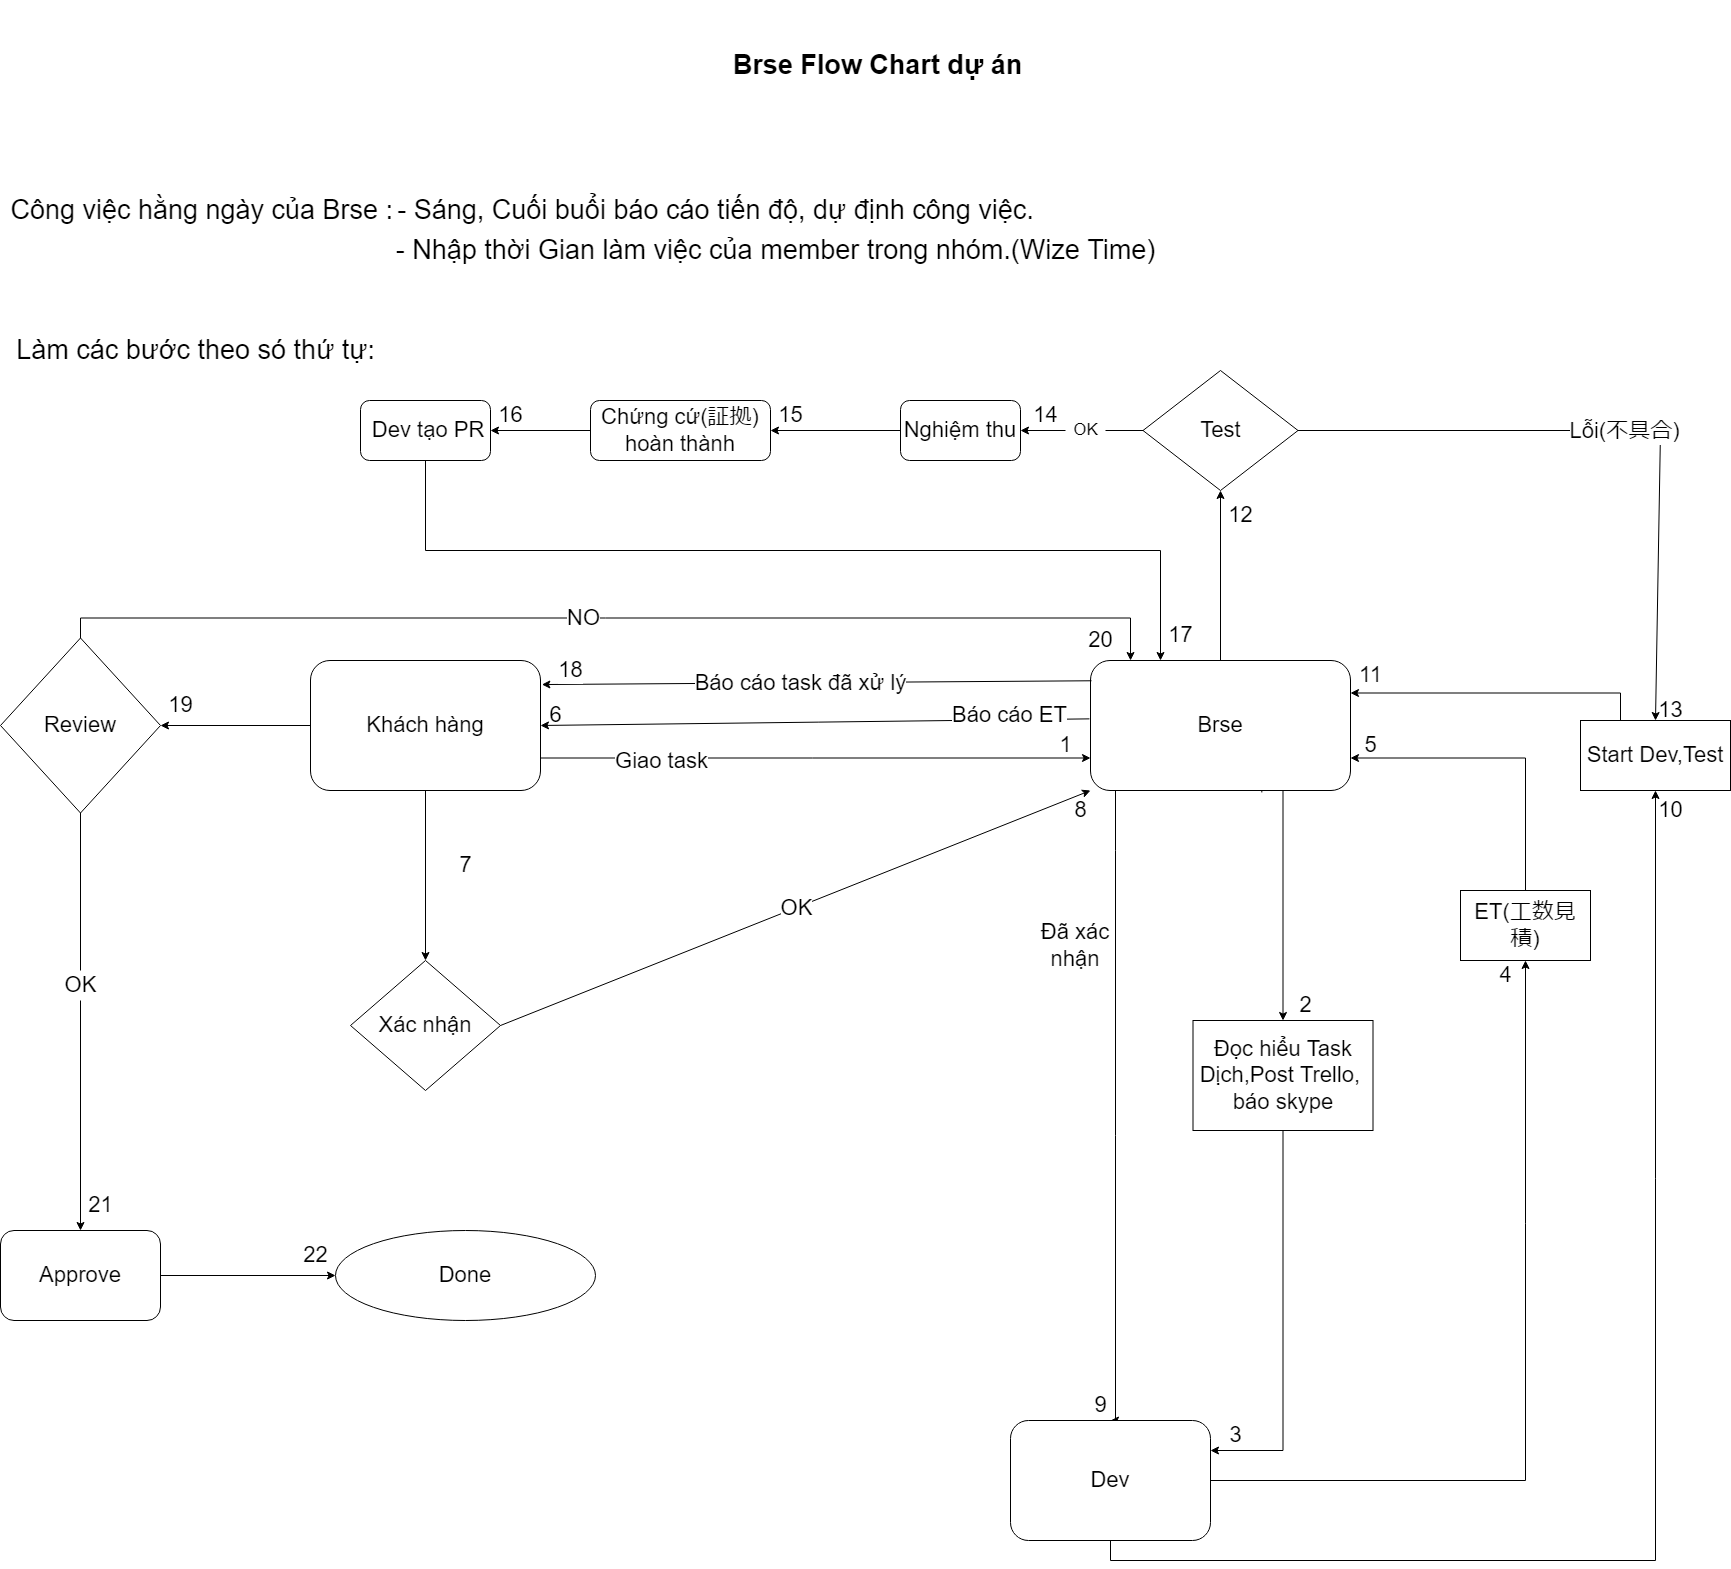 Brse Flow Chart dự án
Công việc hằng ngày của Brse : - Sáng, Cuối buổi báo cáo tiến độ, dự định công việc.
- Nhập thời Gian làm việc của member trong nhóm.(Wize Time)
Làm các bước theo só thứ tự:
Dev tạo PR
16
Chứng cứ(証拠)
hoàn thành
15
Nghiệm thu
14
OK
Test
Lỗi(不具合)
12
NO
20
17
18
Báo cáo task đã xử lý
11
19
Review
Khách hàng
6
Báo cáo ET
Brse
13
1
Giao task
5
Start Dev,Test
8
10
7
OK
Đã xác
nhận
ET(工数見
積)
4
OK
Xác nhận
2
Đọc hiểu Task
Dịch,Post Trello,
báo skype
21
22
Approve
Done
9
3
Dev